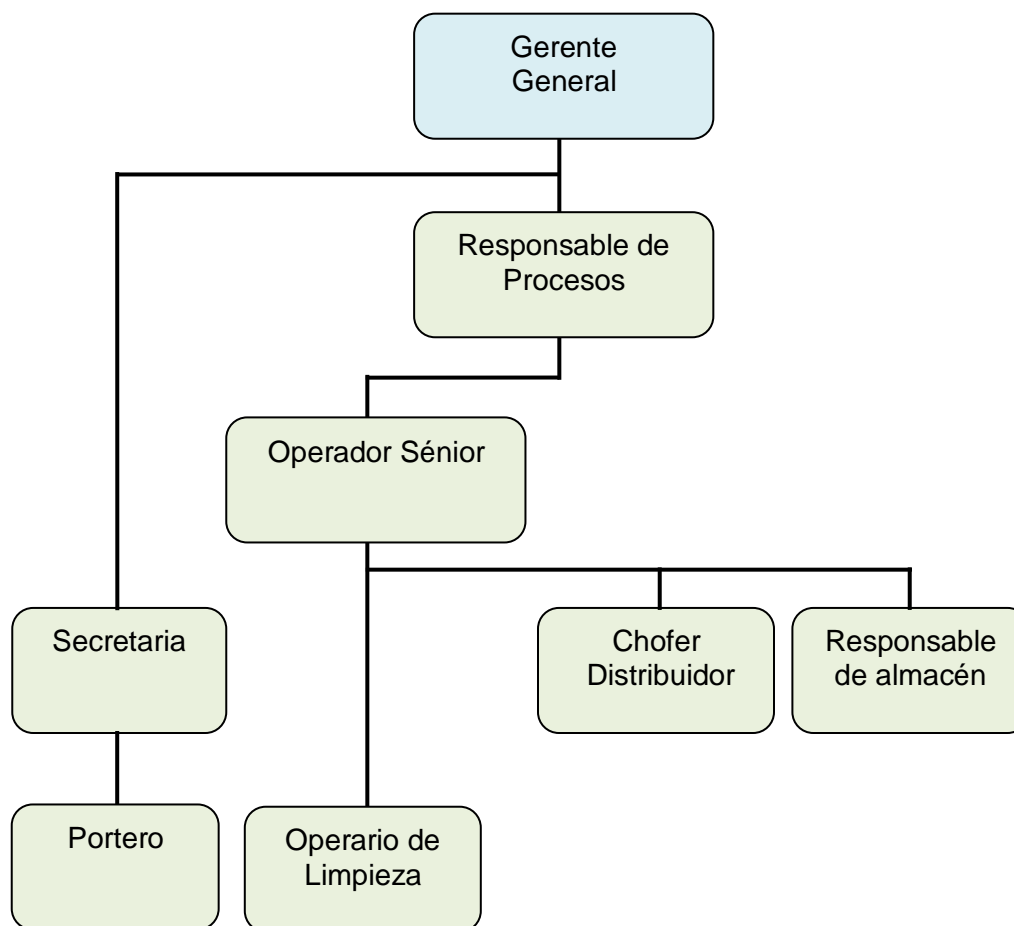 Gerente
General
Responsable de
Procesos
Operador Sénior
Secretaria
Chofer
Distribuidor
Responsable
de almacén
Portero
Operario de
Limpieza